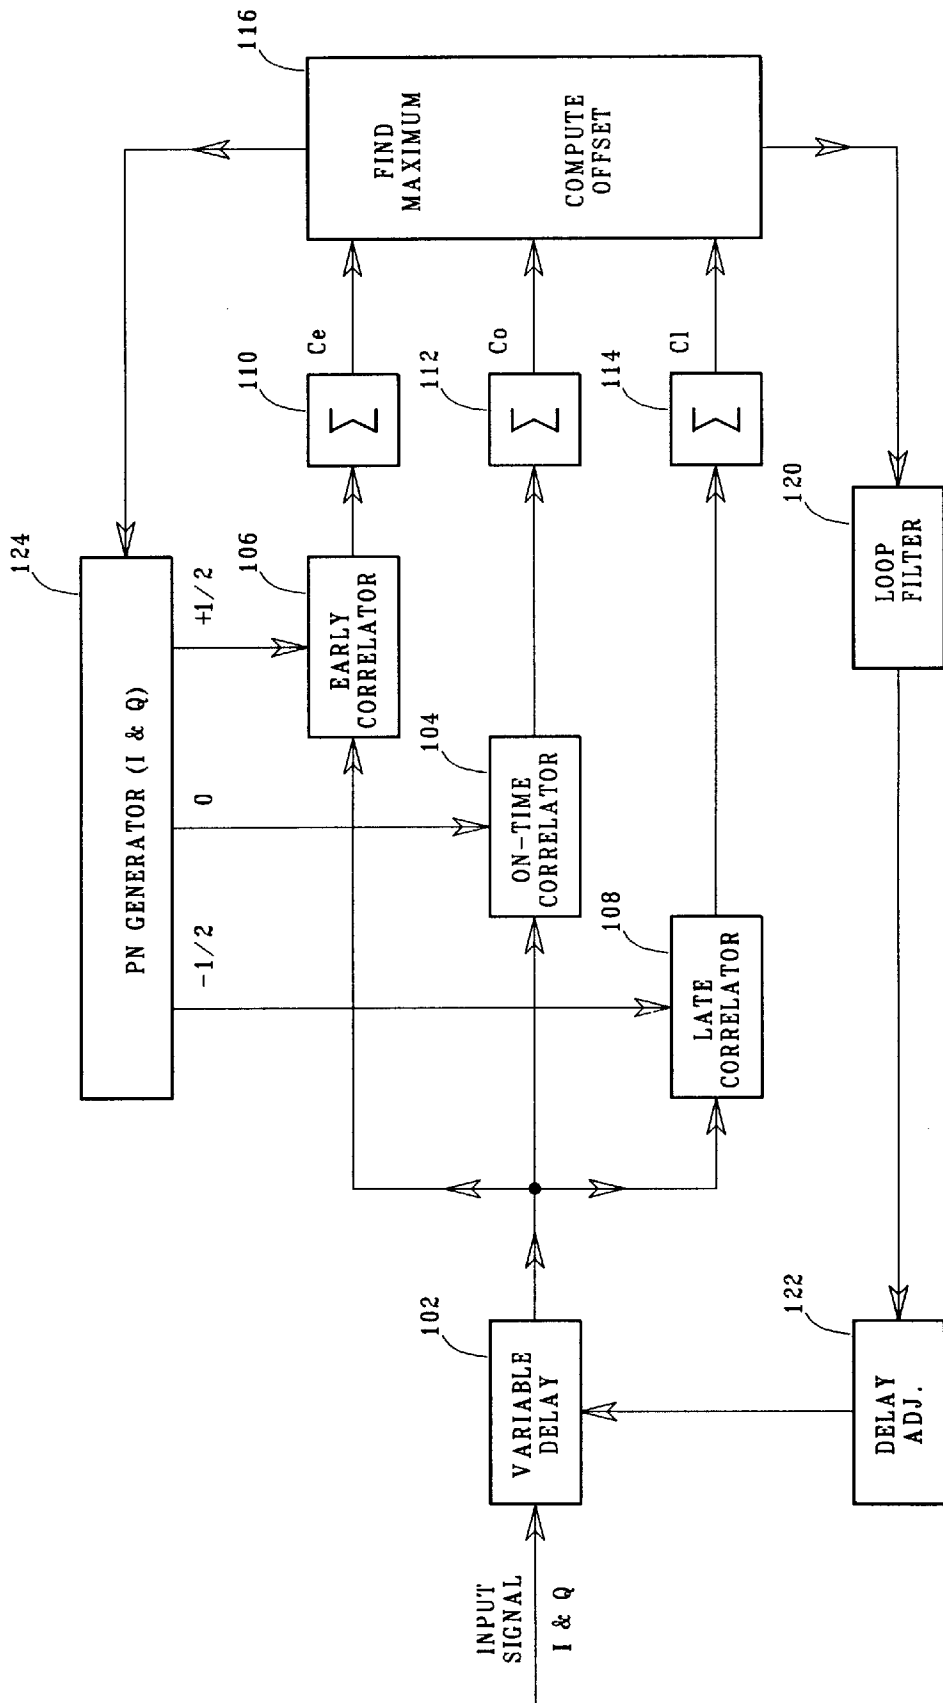 124
PN GENERATOR (I & Q)
-1/2
0
+1/2
116
FIND
MAXIMUM
COMPUTE
OFFSET
106
EARLY
CORRELATOR
110
Σ
Ce
104
ON-TIME
CORRELATOR
112
Σ
Co
108
LATE
CORRELATOR
114
Σ
Cl
INPUT
SIGNAL
I & Q
102
VARIABLE
DELAY
122
DELAY
ADJ.
120
LOOP
FILTER